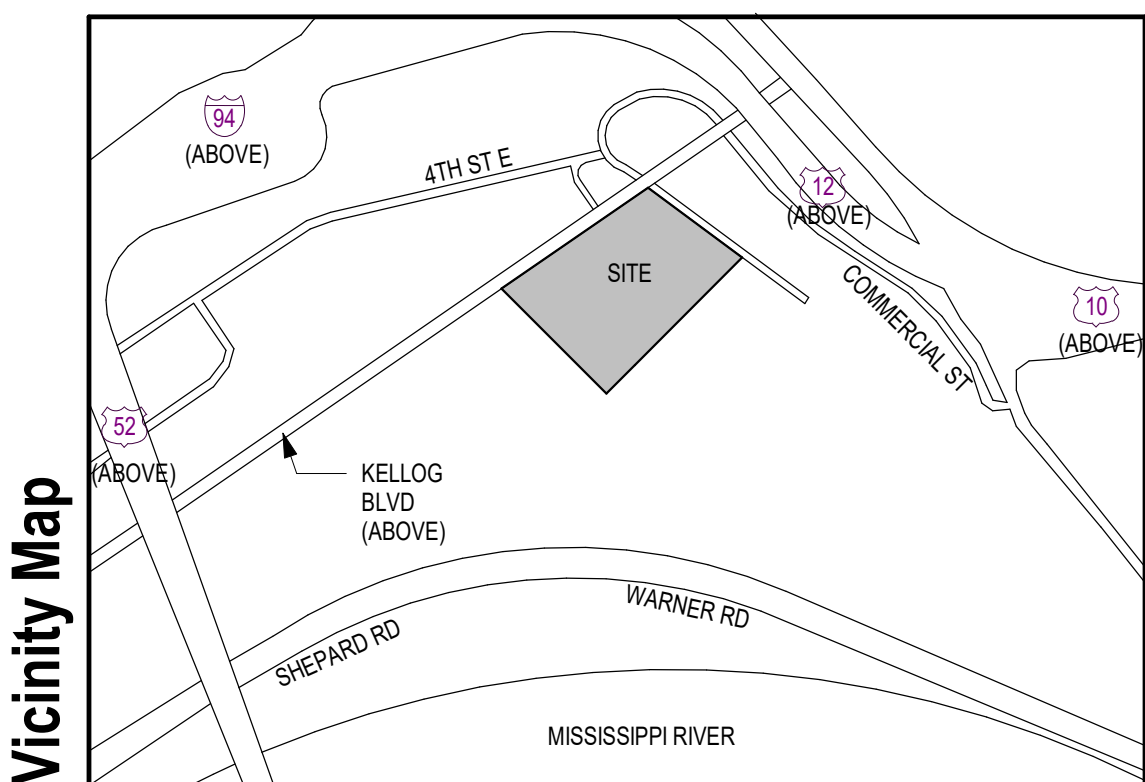 94
(ABOVE)
4TH ST E
12
(ABOVE)
SITE
COMMERCIAL ST
10
(ABOVE)
52
(ABOVE)
KELLOG
BLVD
(ABOVE)
WARNER RD
SHEPARD RD
MISSISSIPPI RIVER
Vicinity Map